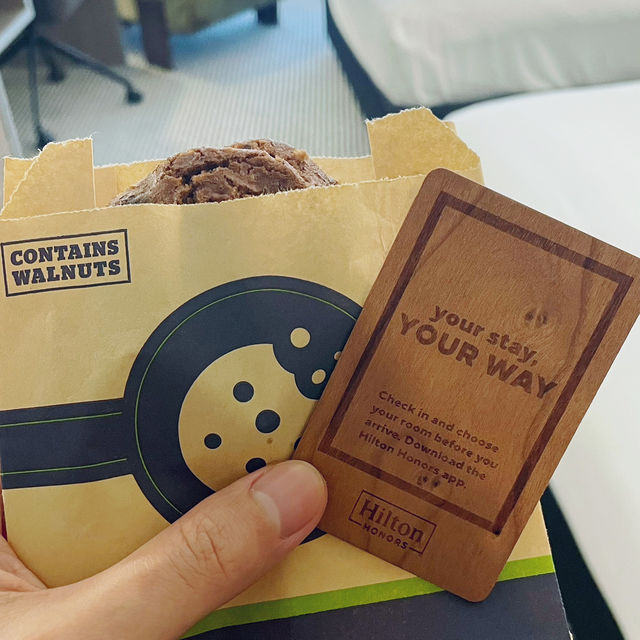 CONTAINS
WALNUTS
your stay,
YOUR WAY
Check in and choose
your room before you
arrive. Download the
Hilton Honors app.
Hilton
HONORS